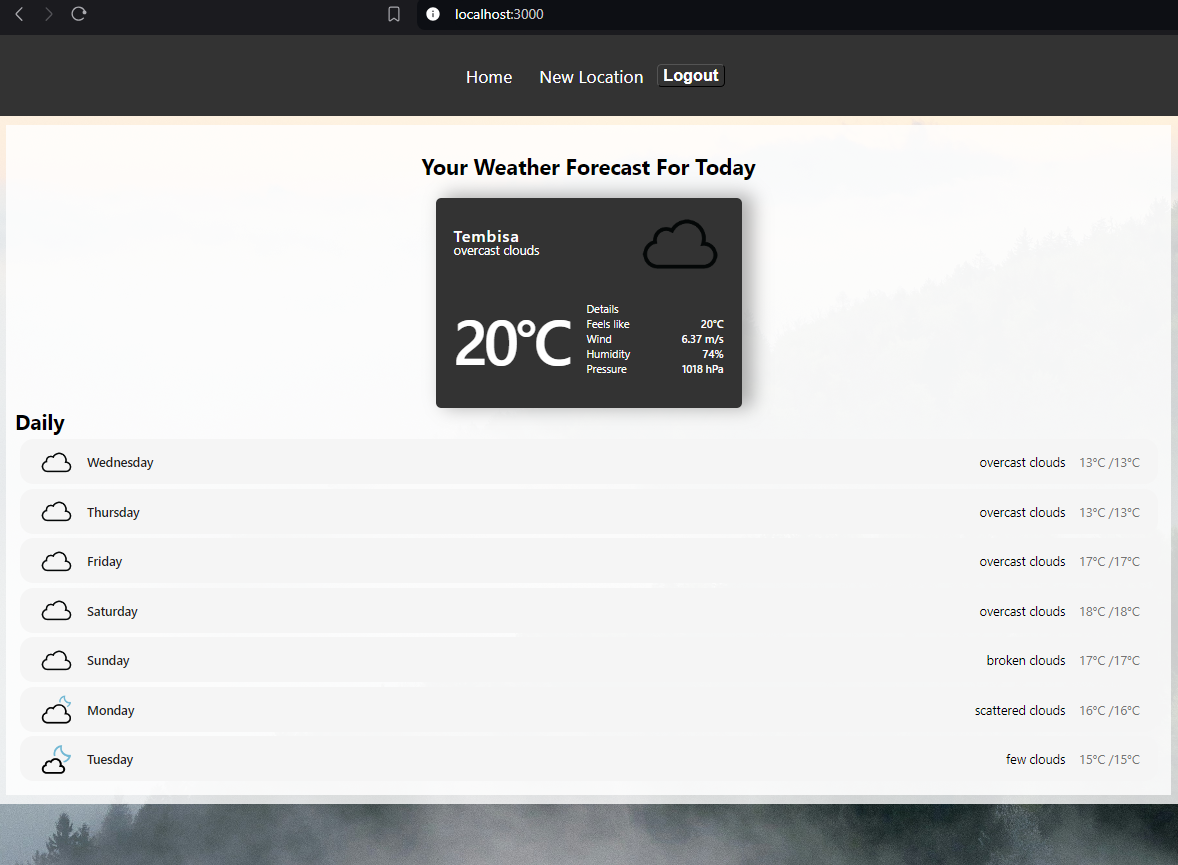 localhost:3000
Home New Location Logout
Your Weather Forecast For Today
Tembisa
overcast clouds
20°C
Details
Feels like 20°C
Wind 6.37 m/s
Humidity 74%
Pressure 1018 hPa
Daily
Wednesday overcast clouds 13°C /13°C
Thursday overcast clouds 13°C /13°C
Friday overcast clouds 17°C /17°C
Saturday overcast clouds 18°C /18°C
Sunday broken clouds 17°C /17°C
Monday scattered clouds 16°C /16°C
Tuesday few clouds 15°C /15°C